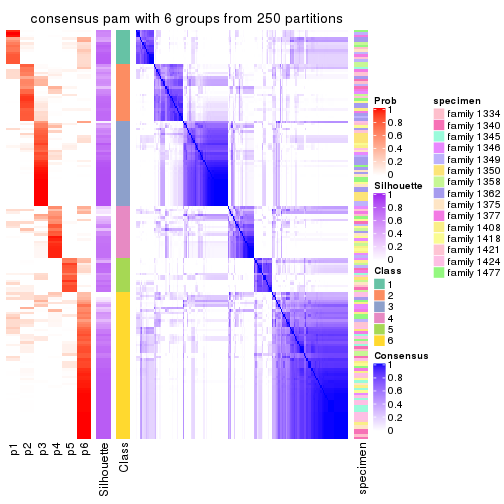 consensus pam with 6 groups from 250 partitions
Prob
1
0.8
0.6
0.4
0.2
0
Silhouette
1
0.8
0.6
0.4
0.2
0
Class
1
2
3
4
5
6
Consensus
1
0.8
0.6
0.4
0.2
0
specimen
family 1334
family 1340
family 1345
family 1346
family 1349
family 1350
family 1358
family 1362
family 1375
family 1377
family 1408
family 1418
family 1421
family 1424
family 1477
p1
p2
p3
p4
p5
p6
Silhouette
Class
specimen